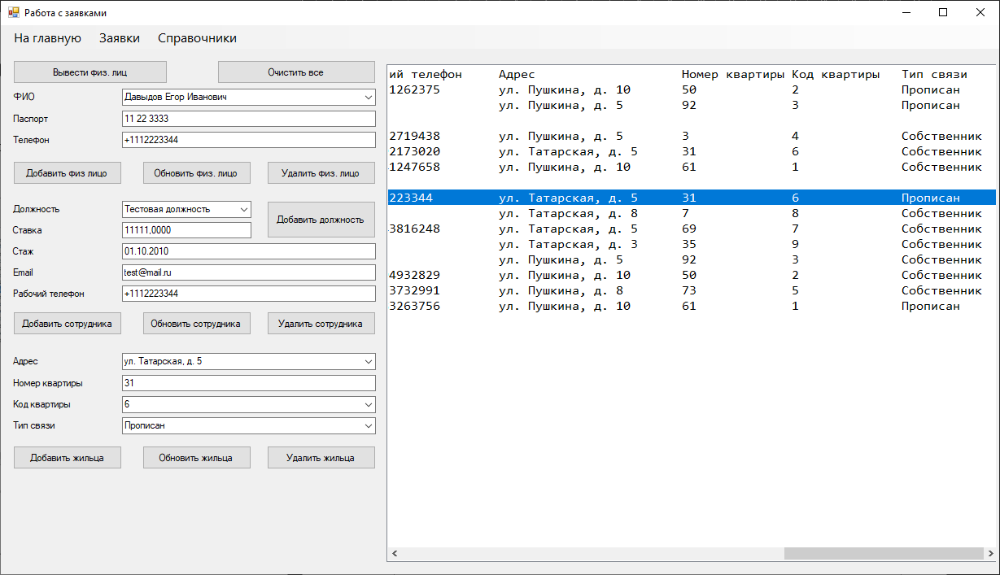 Работа с заявками
На главную Заявки Справочники
Вывести физ. лиц Очистить все
ФИО Давыдов Егор Иванович
Паспорт 11 22 3333
Телефон +1112223344
Добавить физ лицо Обновить физ. лицо Удалить физ. лицо
Должность Тестовая должность Добавить должность
Ставка 11111,0000
Стаж 01.10.2010
Email test@mail.ru
Рабочий телефон +1112223344
Добавить сотрудника Обновить сотрудника Удалить сотрудника
Адрес ул. Татарская, д. 5
Номер квартиры 31
Код квартиры 6
Тип связи Прописан
Добавить жильца Обновить жильца Удалить жильца
ий телефон Адрес Номер квартиры Код квартиры Тип связи
1262375 ул. Пушкина, д. 10 50 2 Прописан
ул. Пушкина, д. 5 92 3 Прописан
2719438 ул. Пушкина, д. 5 3 4 Собственник
2173020 ул. Татарская, д. 5 31 6 Собственник
1247658 ул. Пушкина, д. 10 61 1 Собственник
223344 ул. Татарская, д. 5 31 6 Прописан
ул. Татарская, д. 8 7 8 Собственник
3816248 ул. Татарская, д. 5 69 7 Собственник
ул. Татарская, д. 3 35 9 Собственник
ул. Пушкина, д. 5 92 3 Собственник
4932829 ул. Пушкина, д. 10 50 2 Собственник
3732991 ул. Пушкина, д. 8 73 5 Собственник
3263756 ул. Пушкина, д. 10 61 1 Прописан